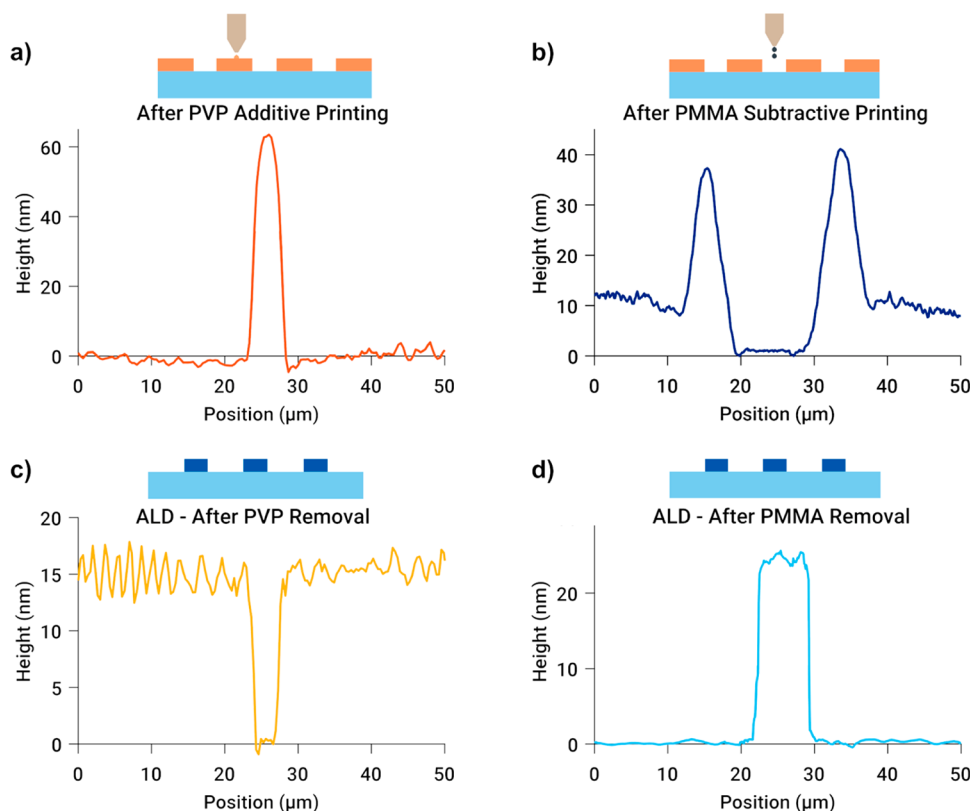 a)
After PVP Additive Printing
60
40
20
0
Height (nm)
0 10 20 30 40 50
Position (µm)
b)
After PMMA Subtractive Printing
40
30
20
10
0
Height (nm)
0 10 20 30 40 50
Position (µm)
c)
ALD - After PVP Removal
20
15
10
5
0
Height (nm)
0 10 20 30 40 50
Position (µm)
d)
ALD - After PMMA Removal
20
10
0
Height (nm)
0 10 20 30 40 50
Position (µm)